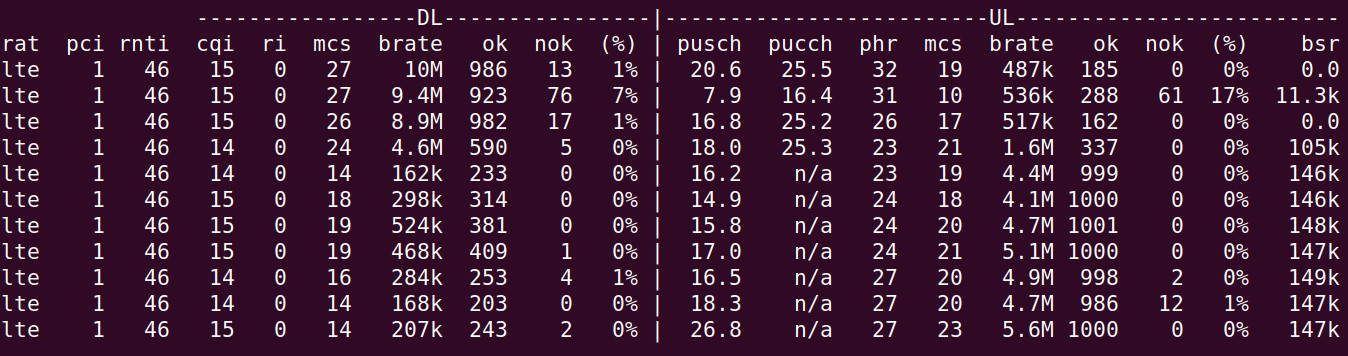 -----------------DL----------------|-------------------------UL-------------------------
rat pci rnti cqi ri mcs brate ok nok (%) | pusch pucch phr mcs brate ok nok (%) bsr
lte 1 46 15 0 27 10M 986 13 1% | 20.6 25.5 32 19 487k 185 0 0% 0.0
lte 1 46 15 0 27 9.4M 923 76 7% | 7.9 16.4 31 10 536k 288 61 17% 11.3k
lte 1 46 15 0 26 8.9M 982 17 1% | 16.8 25.2 26 17 517k 162 0 0% 0.0
lte 1 46 14 0 24 4.6M 590 5 0% | 18.0 25.3 23 21 1.6M 337 0 0% 105k
lte 1 46 14 0 14 162k 233 0 0% | 16.2 n/a 23 19 4.4M 999 0 0% 146k
lte 1 46 15 0 18 298k 314 0 0% | 14.9 n/a 24 18 4.1M 1000 0 0% 146k
lte 1 46 15 0 19 524k 381 0 0% | 15.8 n/a 24 20 4.7M 1001 0 0% 148k
lte 1 46 15 0 19 468k 409 1 0% | 17.0 n/a 24 21 5.1M 1000 0 0% 147k
lte 1 46 14 0 16 284k 253 4 1% | 16.5 n/a 27 20 4.9M 998 2 0% 149k
lte 1 46 14 0 14 168k 203 0 0% | 18.3 n/a 27 20 4.7M 986 12 1% 147k
lte 1 46 15 0 14 207k 243 2 0% | 26.8 n/a 27 23 5.6M 1000 0 0% 147k